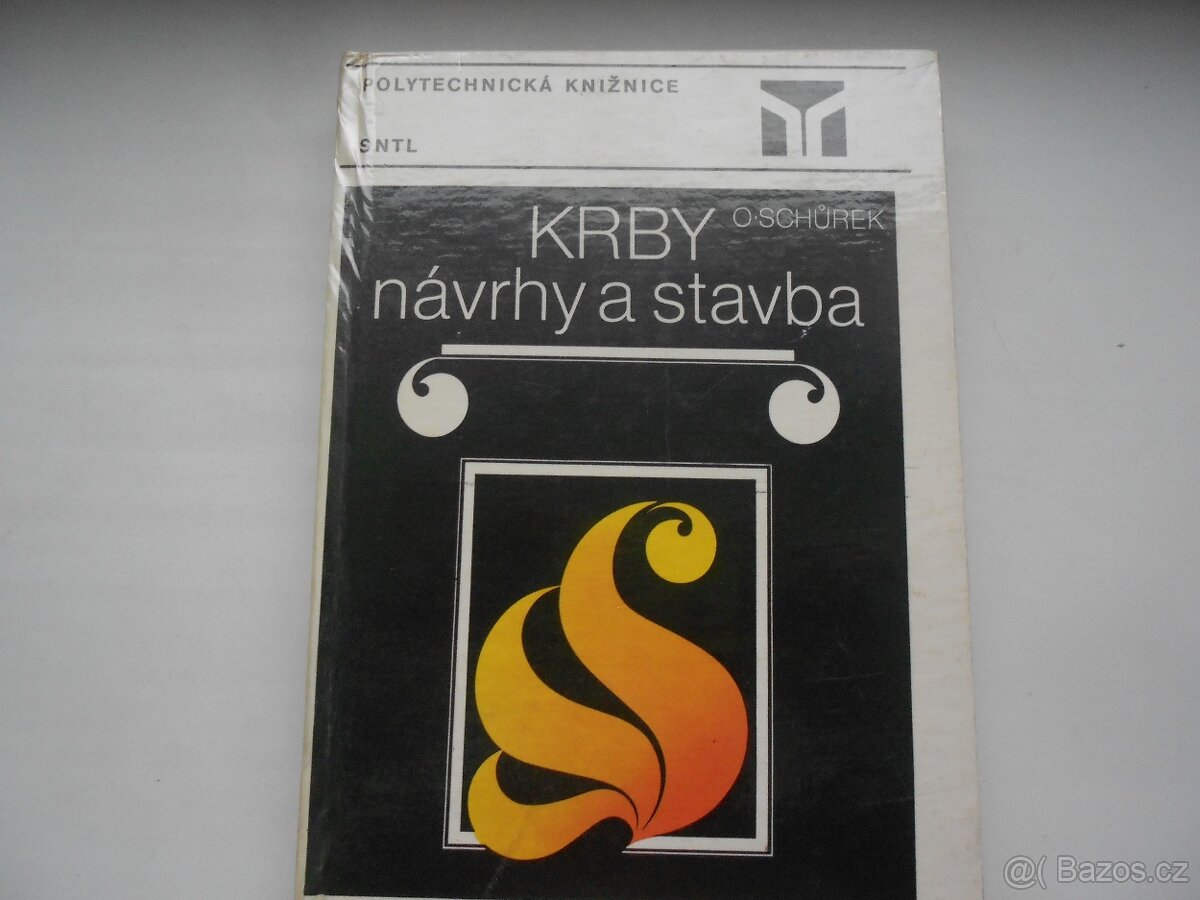 POLYTECHNICKÁ KNIŽNICE
SNTL
KRBY
O·SCHŮREK
návrhy a stavba
@( Bazos.cz